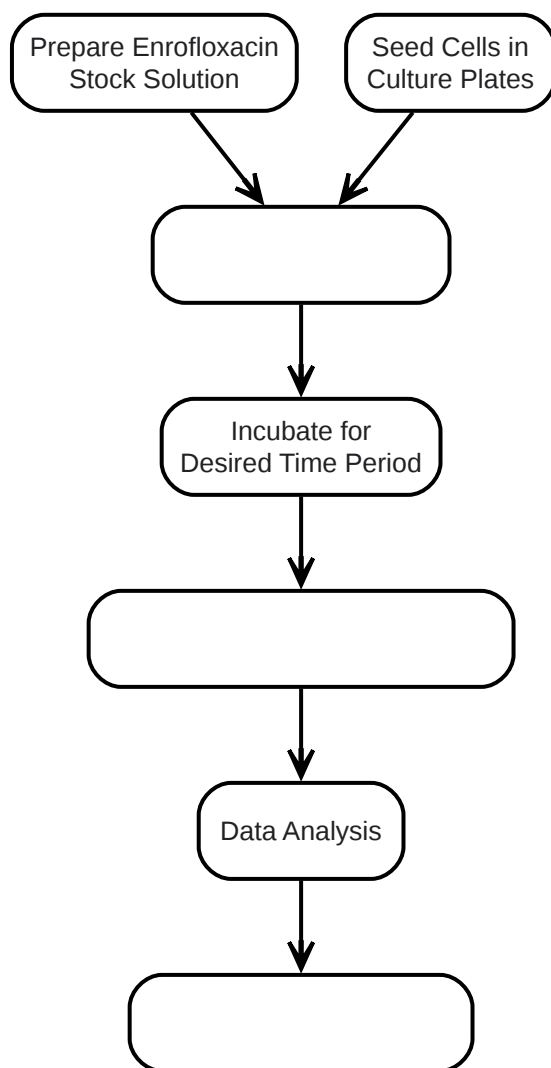 Prepare Enrofloxacin
Stock Solution
Seed Cells in
Culture Plates
Incubate for
Desired Time Period
Data Analysis